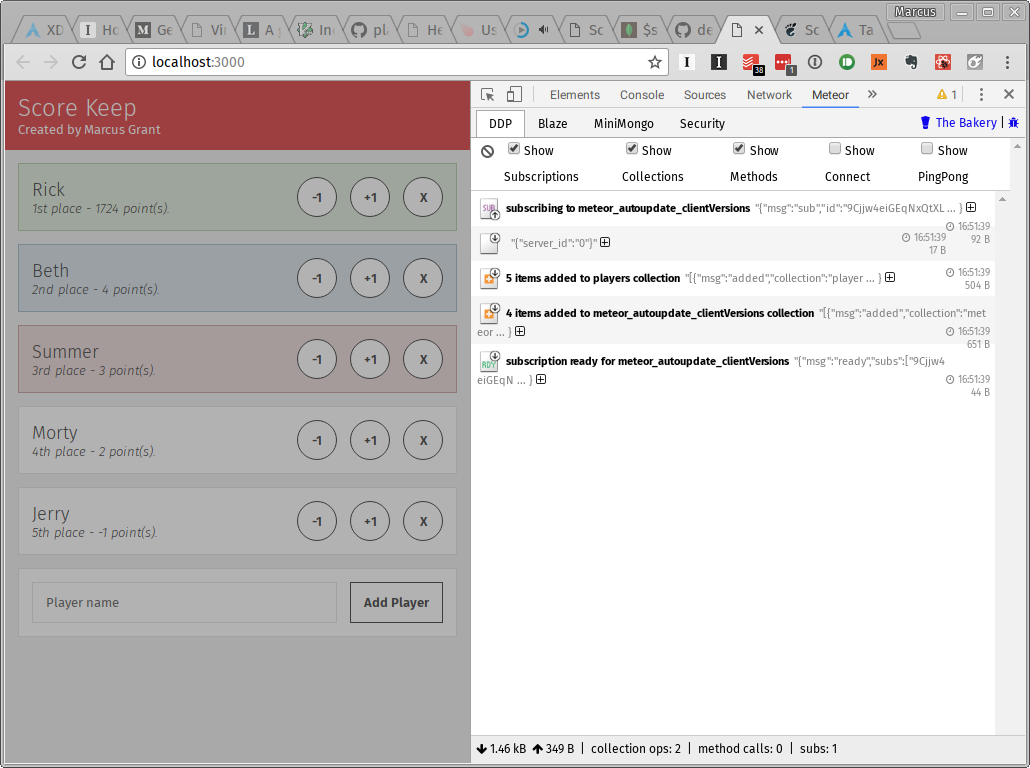 Marcus
XD
Ho
Ge
Vir
A
In
pl
He
Us
Sc
$s
de
Sc
Ta
localhost:3000
38
1
Jx
Score Keep
Created by Marcus Grant
Rick
1st place - 1724 point(s).
-1 +1 X
Beth
2nd place - 4 point(s).
-1 +1 X
Summer
3rd place - 3 point(s).
-1 +1 X
Morty
4th place - 2 point(s).
-1 +1 X
Jerry
5th place - -1 point(s).
-1 +1 X
Player name
Add Player
Elements Console Sources Network Meteor » 1
DDP Blaze MiniMongo Security
The Bakery |
Show Show Show Show Show
Subscriptions Collections Methods Connect PingPong
SUB subscribing to meteor_autoupdate_clientVersions "{"msg":"sub","id":"9Cjjw4eiGEqNxQtXL ... }
16:51:39
92 B
"{"server_id":"0"}"
16:51:39
17 B
5 items added to players collection "[{"msg":"added","collection":"player ... }
16:51:39
504 B
4 items added to meteor_autoupdate_clientVersions collection "[{"msg":"added","collection":"met
eor ... }
16:51:39
651 B
RDY subscription ready for meteor_autoupdate_clientVersions "{"msg":"ready","subs":["9Cjjw4
eiGEqN ... }
16:51:39
44 B
1.46 kB 349 B | collection ops: 2 | method calls: 0 | subs: 1